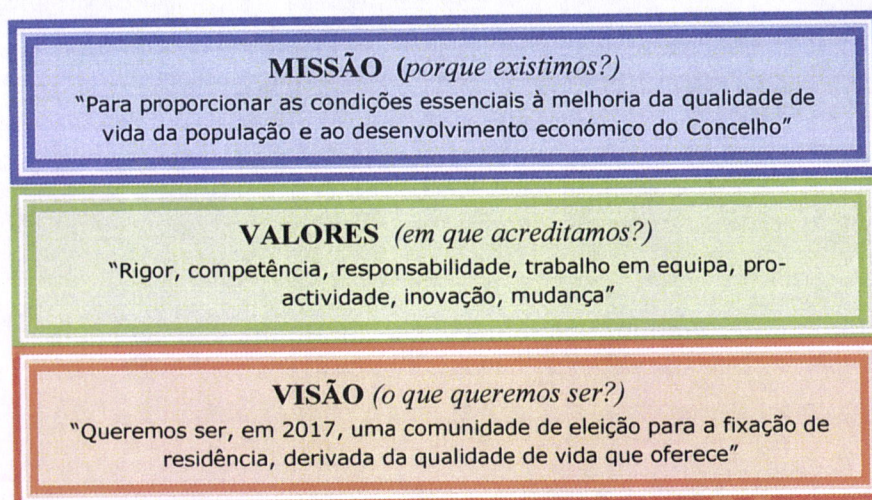 MISSÃO (porque existimos?)
"Para proporcionar as condições essenciais à melhoria da qualidade de
vida da população e ao desenvolvimento económico do Concelho"
VALORES (em que acreditamos?)
"Rigor, competência, responsabilidade, trabalho em equipa, pro-
actividade, inovação, mudança"
VISÃO (o que queremos ser?)
"Queremos ser, em 2017, uma comunidade de eleição para a fixação de
residência, derivada da qualidade de vida que oferece"